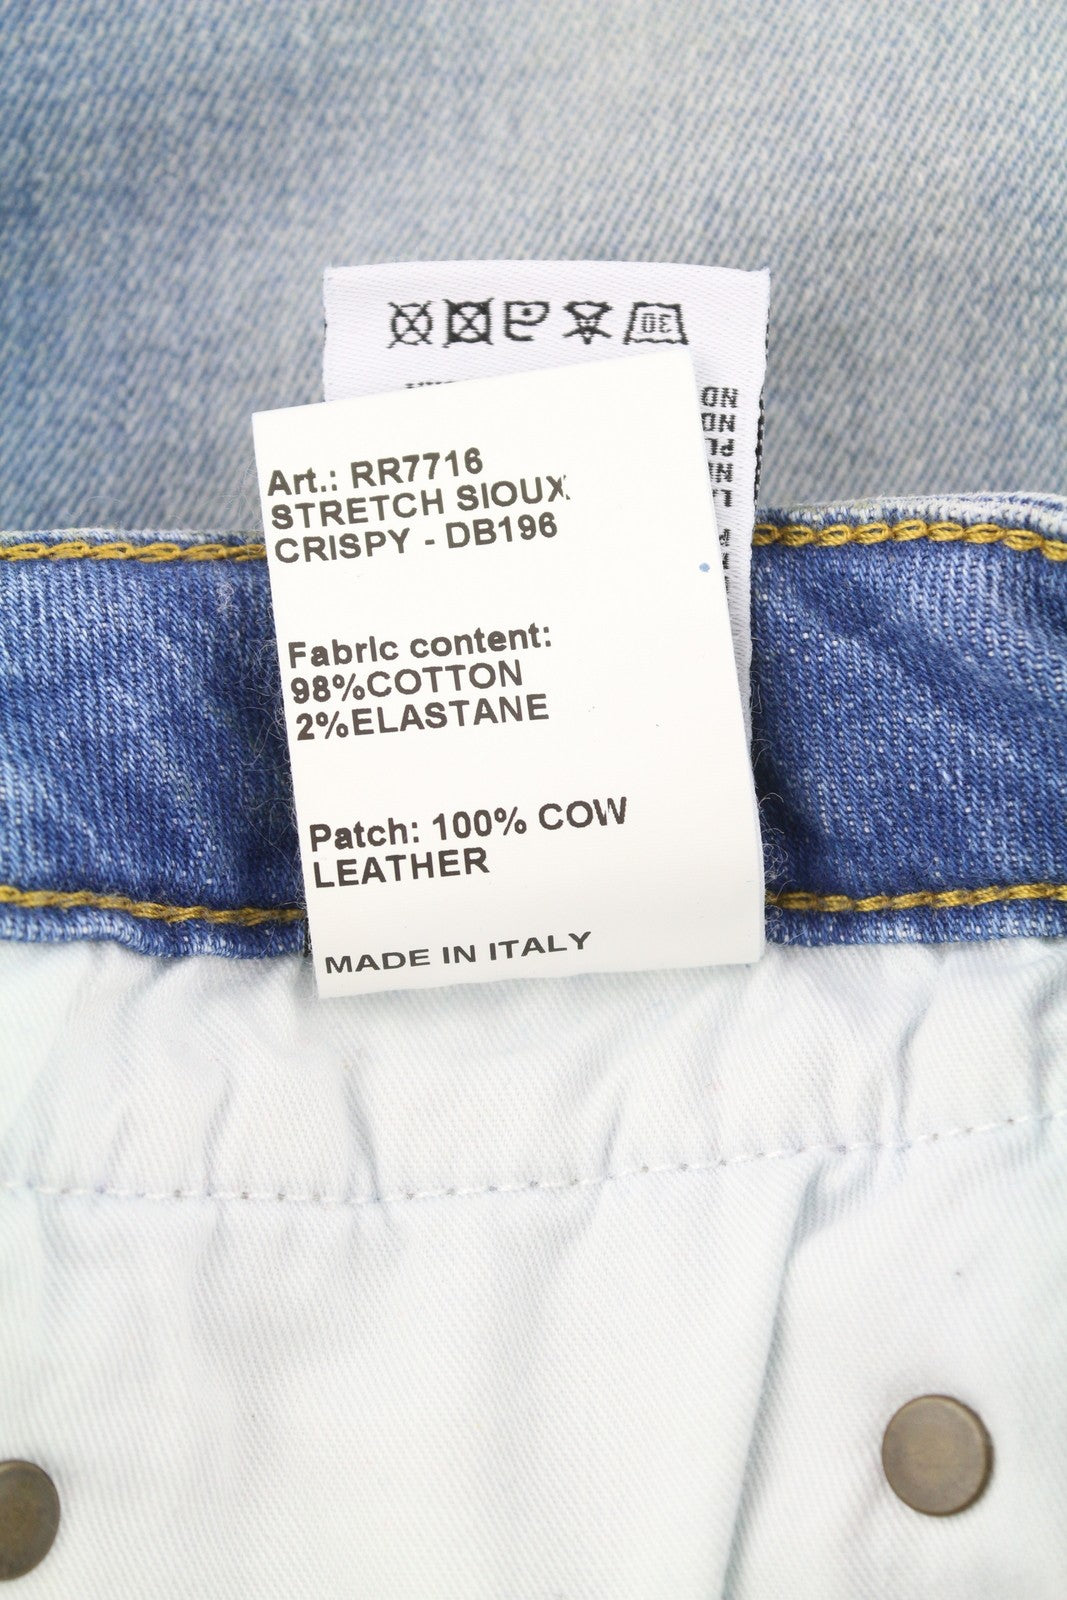 30
Art.: RR7716
STRETCH SIOUX
CRISPY - DB196
Fabric content:
98%COTTON
2%ELASTANE
Patch: 100% COW
LEATHER
MADE IN ITALY